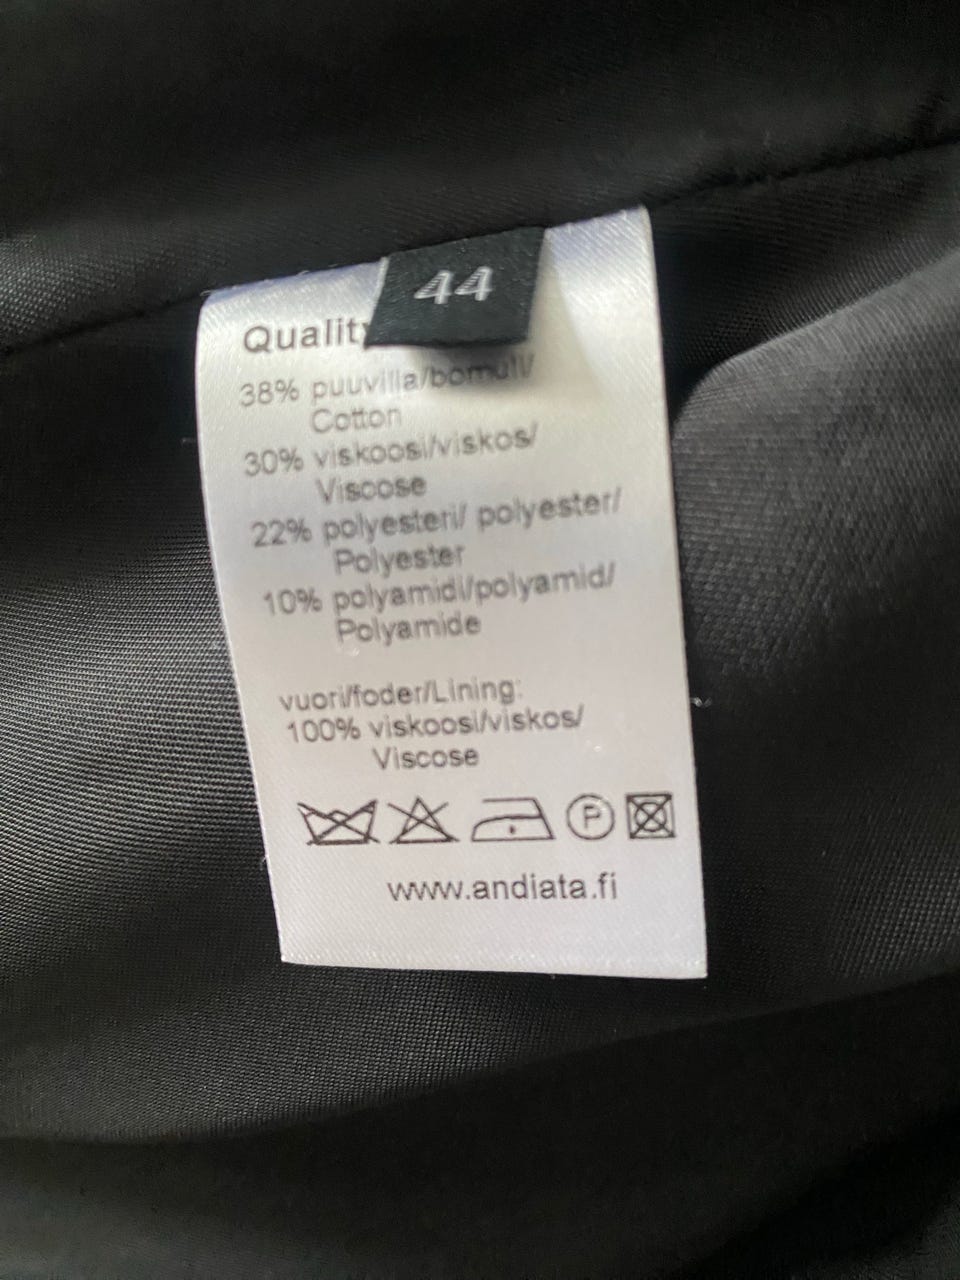 44
Quality
38% puuvilla/bomull/
Cotton
30% viskoosi/viskos/
Viscose
22% polyesteri/ polyester/
Polyester
10% polyamidi/polyamid/
Polyamide
vuori/foder/Lining:
100% viskoosi/viskos/
Viscose
P
www.andiata.fi